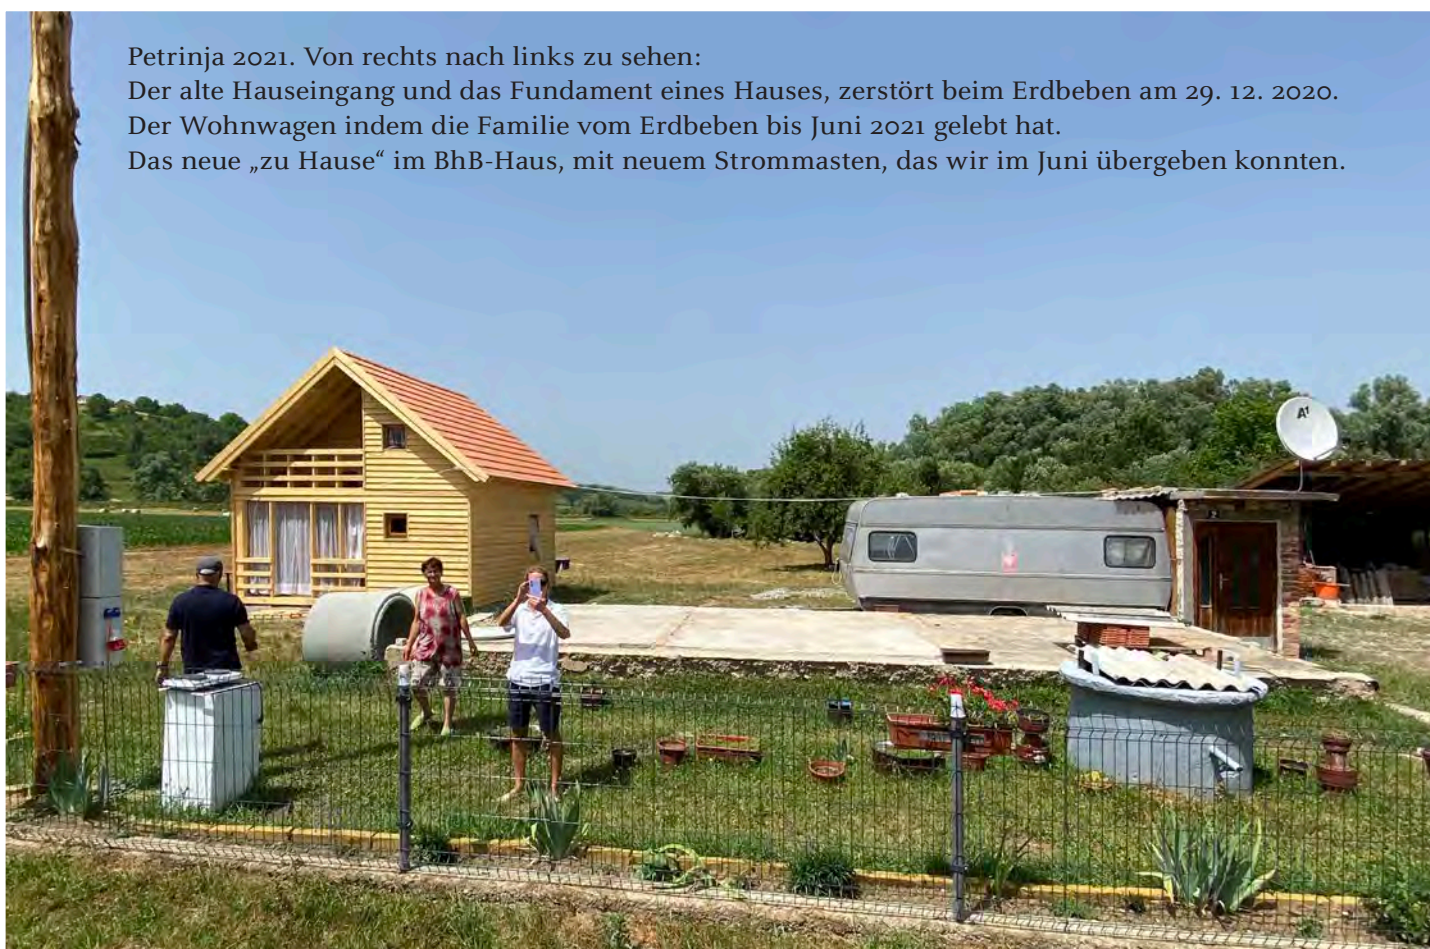 Petrinja 2021. Von rechts nach links zu sehen:
Der alte Hauseingang und das Fundament eines Hauses, zerstört beim Erdbeben am 29. 12. 2020.
Der Wohnwagen indem die Familie vom Erdbeben bis Juni 2021 gelebt hat.
Das neue „zu Hause“ im BhB-Haus, mit neuem Strommasten, das wir im Juni übergeben konnten.
A1
2